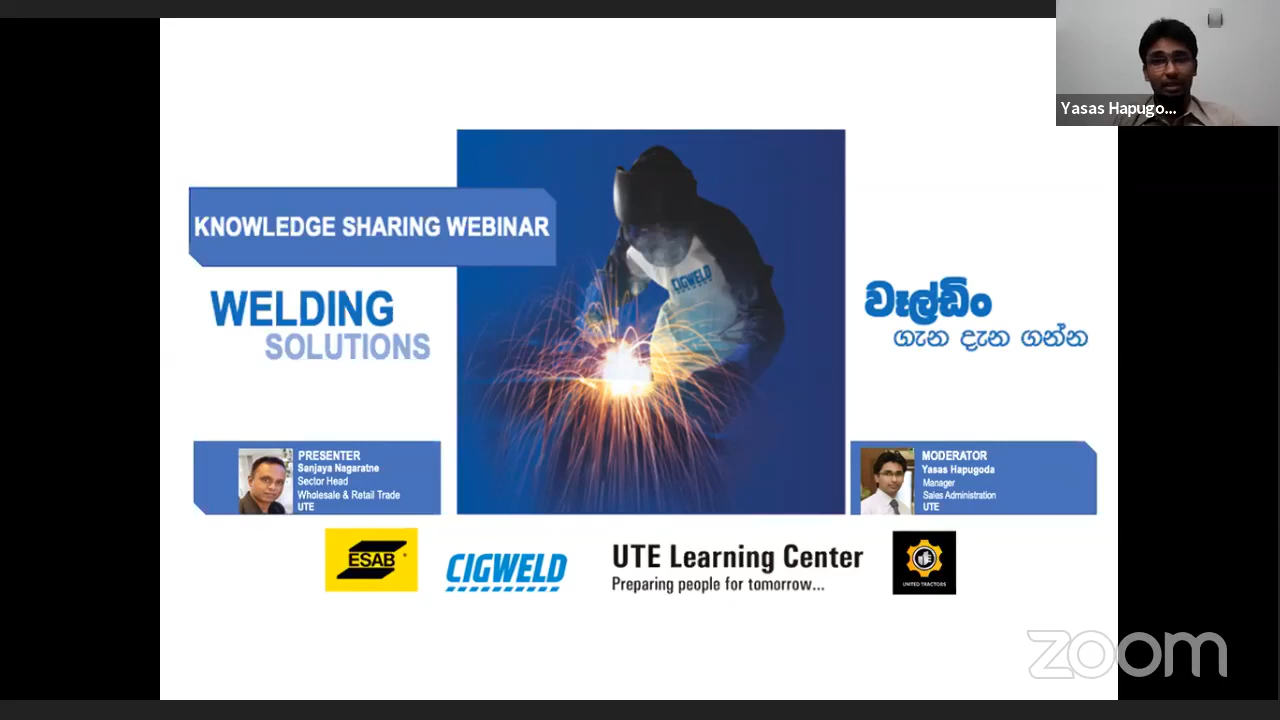 Yasas Hapugo...
KNOWLEDGE SHARING WEBINAR
WELDING
SOLUTIONS
CIGWELD
වෑල්ඩිං
ගැන දැන ගන්න
PRESENTER
Sanjaya Nagaratne
Sector Head
Wholesale & Retail Trade
UTE
MODERATOR
Yasas Hapugoda
Manager
Sales Administration
UTE
ESAB
CIGWELD
UTE Learning Center
Preparing people for tomorrow...
UNITED TRACTORS
zoom